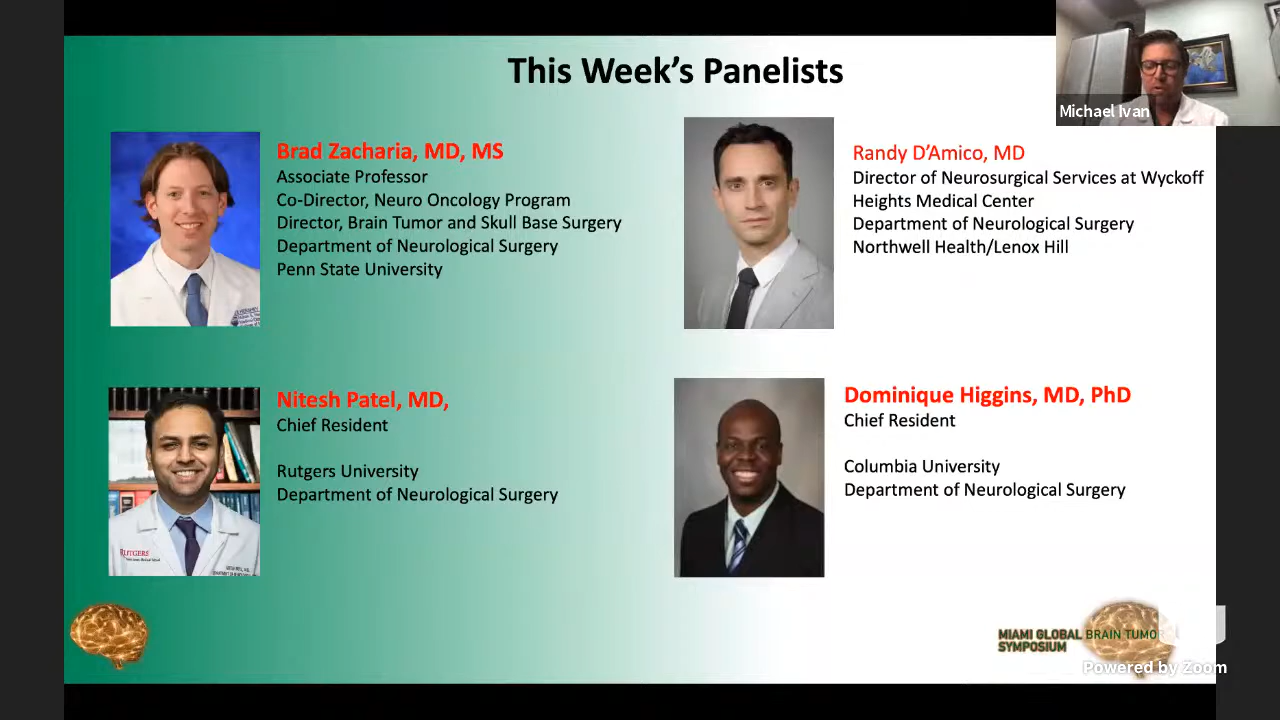 This Week's Panelists
Michael Ivan
Brad Zacharia, MD, MS
Associate Professor
Co-Director, Neuro Oncology Program
Director, Brain Tumor and Skull Base Surgery
Department of Neurological Surgery
Penn State University
Randy D'Amico, MD
Director of Neurosurgical Services at Wyckoff
Heights Medical Center
Department of Neurological Surgery
Northwell Health/Lenox Hill
Nitesh Patel, MD,
Chief Resident
Rutgers University
Department of Neurological Surgery
Dominique Higgins, MD, PhD
Chief Resident
Columbia University
Department of Neurological Surgery
RUTGERS
MIAMI GLOBAL BRAIN TUMOR
SYMPOSIUM
Powered by Zoom